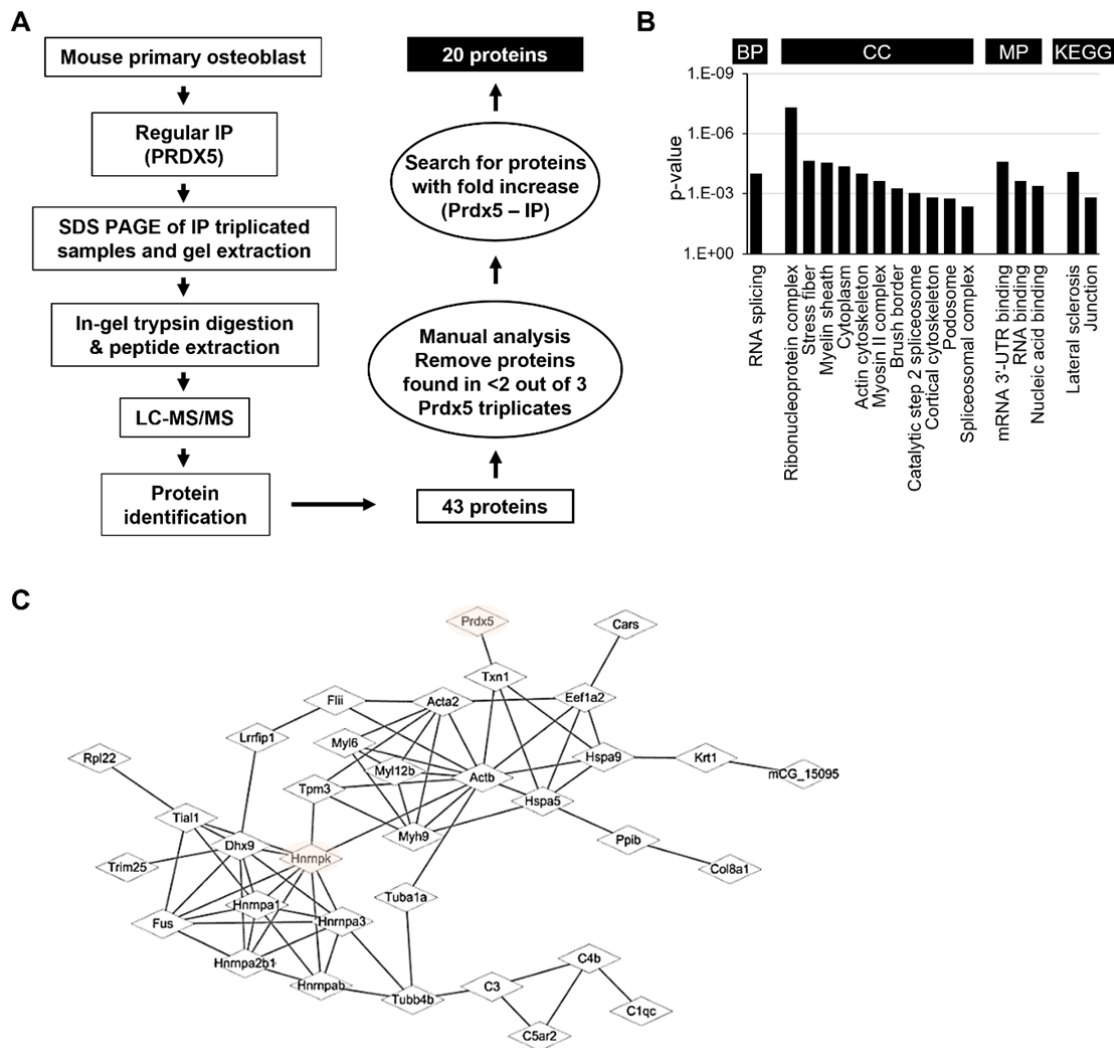 A
Mouse primary osteoblast
Regular IP
(PRDX5)
SDS PAGE of IP triplicated
samples and gel extraction
In-gel trypsin digestion
& peptide extraction
LC-MS/MS
Protein
identification
43 proteins
Manual analysis
Remove proteins
found in <2 out of 3
Prdx5 triplicates
Search for proteins
with fold increase
(Prdx5 – IP)
20 proteins
B
BP
CC
MP
KEGG
p-value
1.E-09
1.E-06
1.E-03
1.E+00
RNA splicing
Ribonucleoprotein complex
Stress fiber
Myelin sheath
Cytoplasm
Actin cytoskeleton
Myosin II complex
Brush border
Catalytic step 2 spliceosome
Cortical cytoskeleton
Podosome
Spliceosomal complex
mRNA 3'-UTR binding
RNA binding
Nucleic acid binding
Lateral sclerosis
Junction
C
Prdx5
Cars
Txn1
Eef1a2
Flii
Acta2
Lrrfip1
Myl6
Rpl22
Myl12b
Actb
Hspa9
Krt1
mCG_15095
Tpm3
Hspa5
Tial1
Myh9
Dhx9
Hnrnpk
Ppib
Trim25
Col8a1
Tuba1a
Hnrnpa1
Fus
Hnrnpa3
Hnrnpa2b1
Hnrnpab
Tubb4b
C3
C4b
C1qc
C5ar2